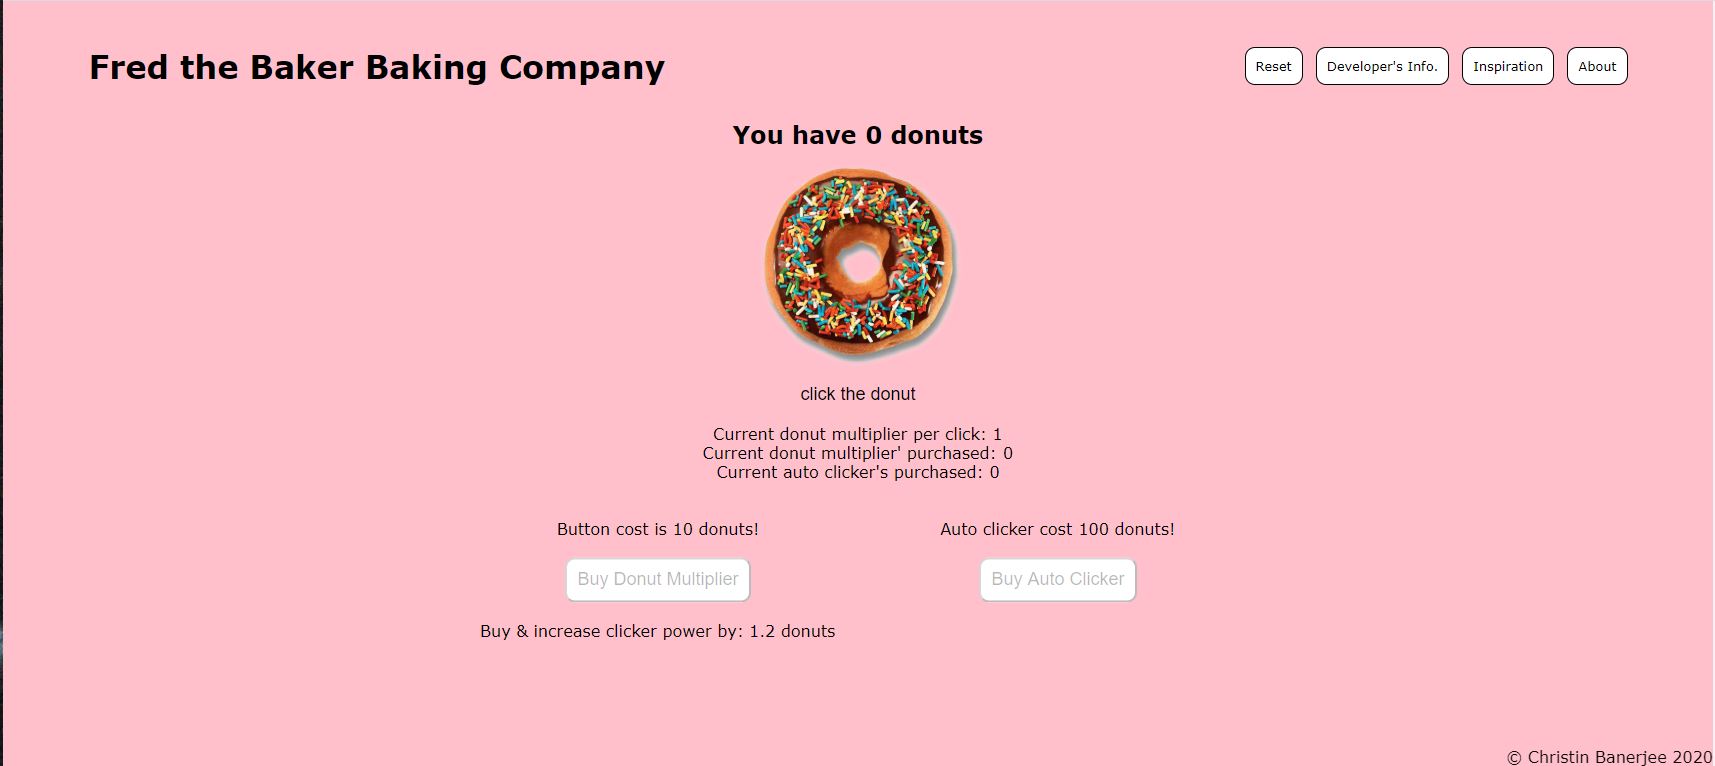 Fred the Baker Baking Company
Reset
Developer's Info.
Inspiration
About
You have 0 donuts
click the donut
Current donut multiplier per click: 1
Current donut multiplier' purchased: 0
Current auto clicker's purchased: 0
Button cost is 10 donuts!
Auto clicker cost 100 donuts!
Buy Donut Multiplier
Buy Auto Clicker
Buy & increase clicker power by: 1.2 donuts
© Christin Banerjee 2020